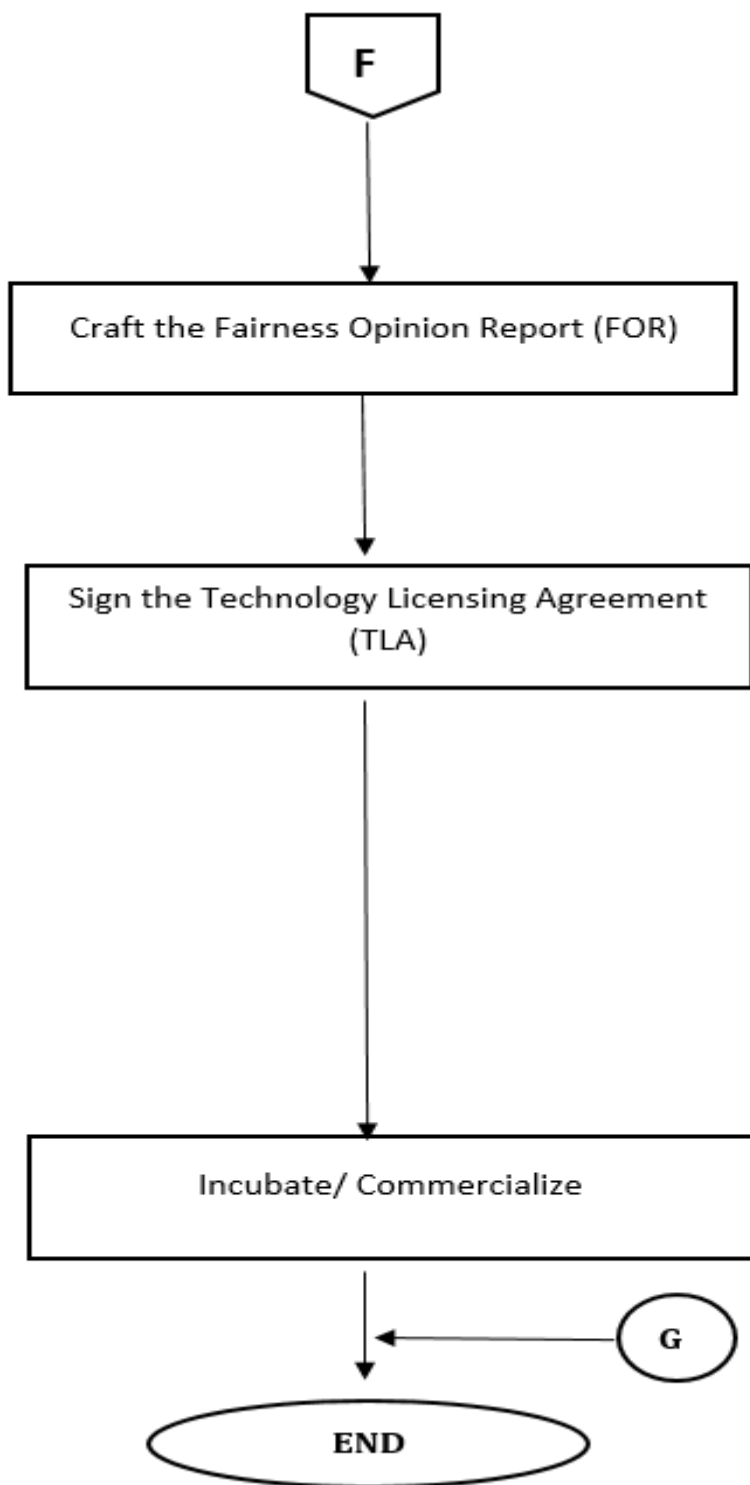 F
Craft the Fairness Opinion Report (FOR)
Sign the Technology Licensing Agreement
(TLA)
Incubate/ Commercialize
G
END